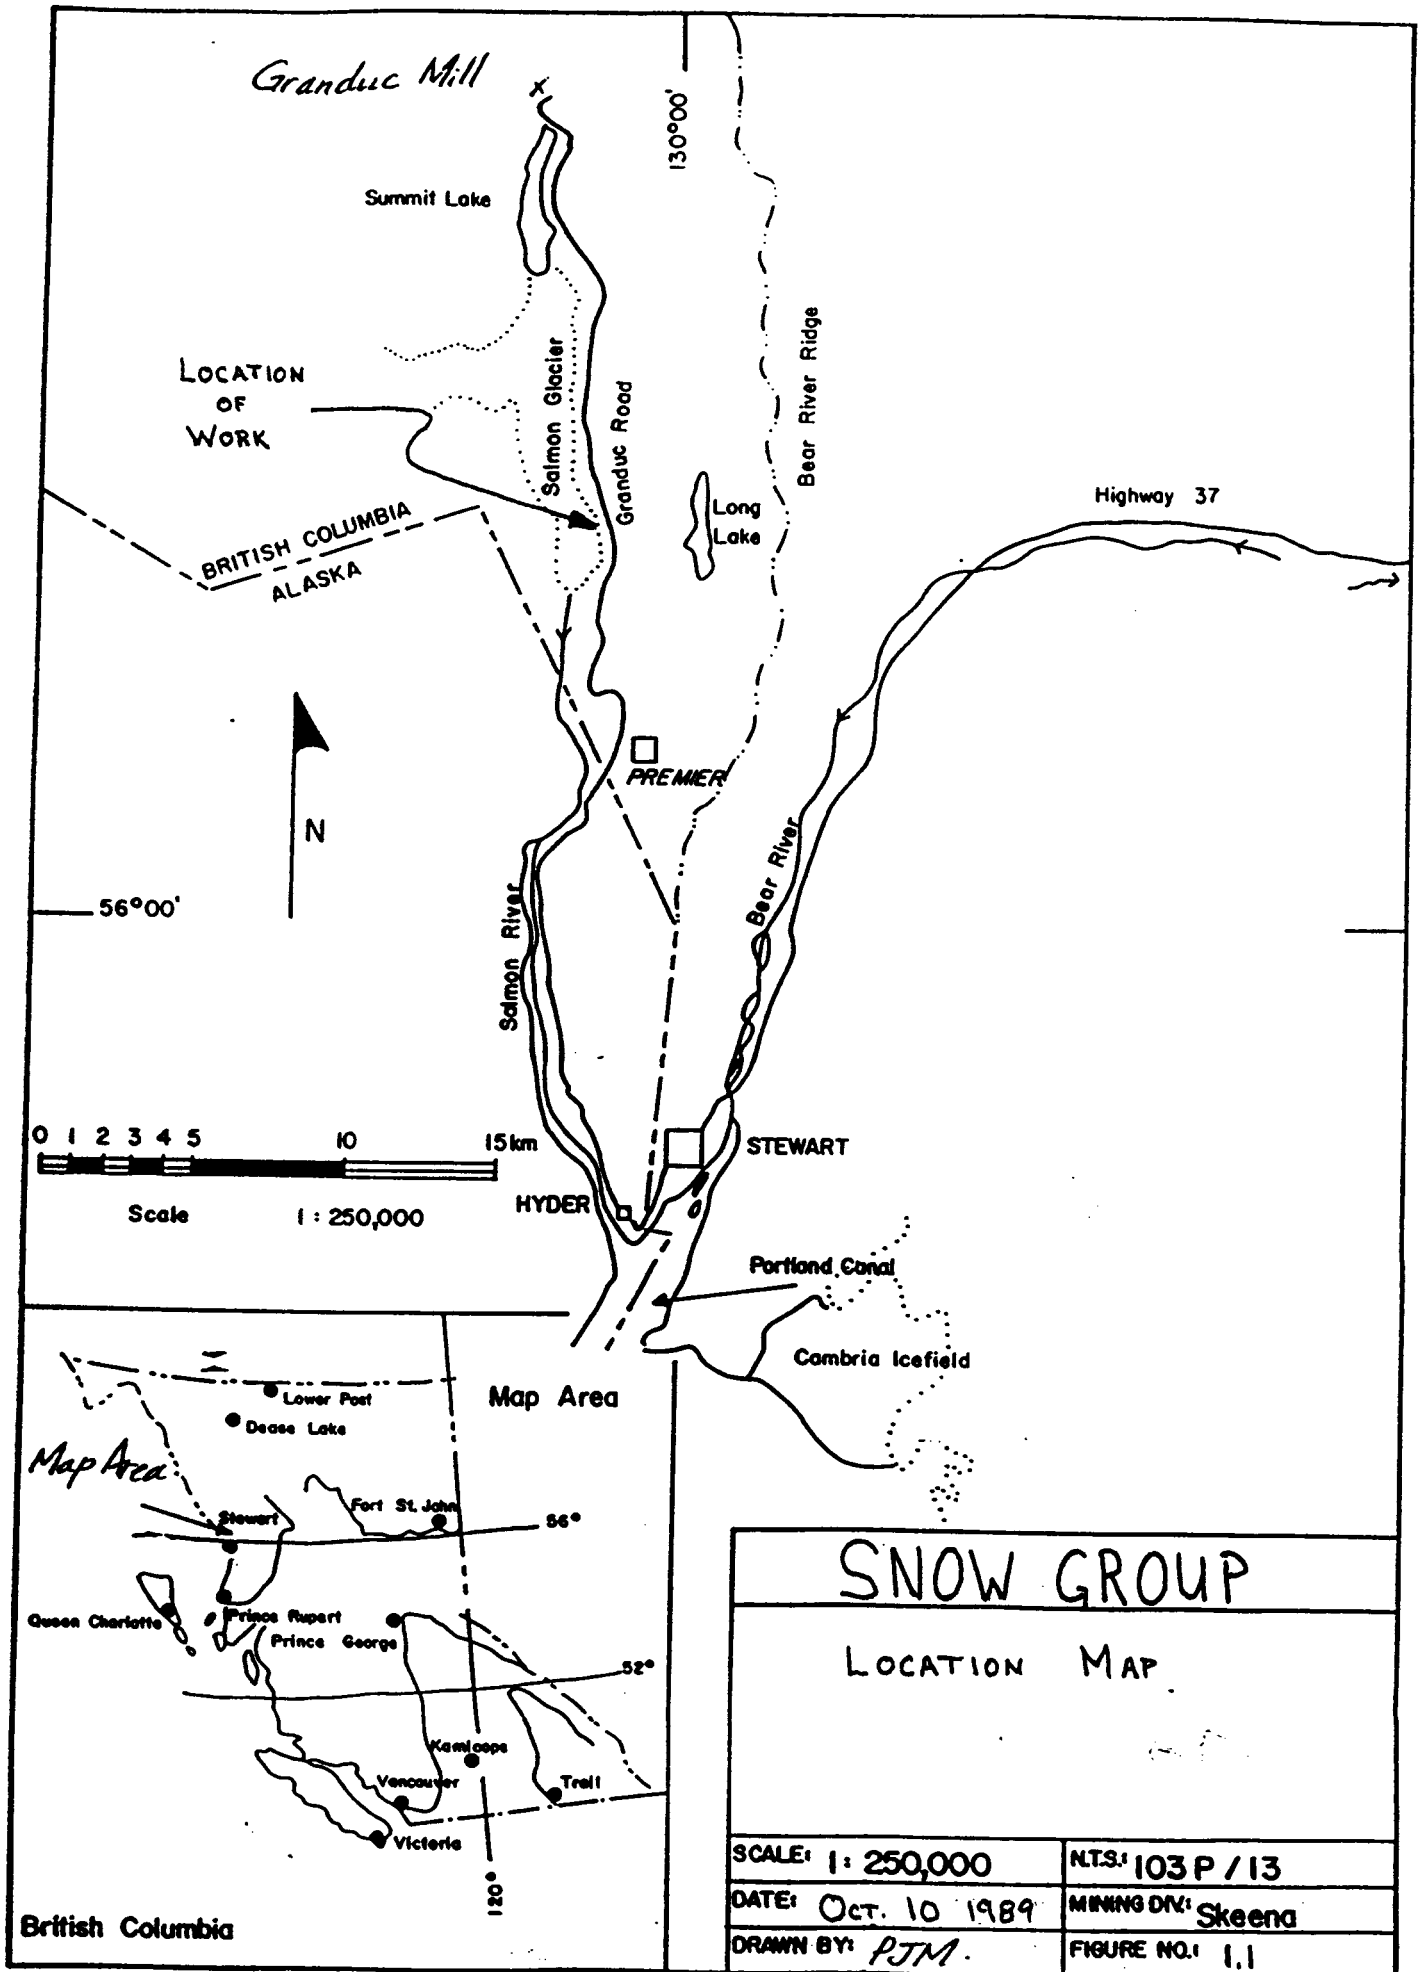 Granduc Mill
x
130°00'
Summit Lake
LOCATION
OF
WORK
Salmon Glacier
Granduc Road
Bear River Ridge
Long
Lake
Highway 37
BRITISH COLUMBIA
ALASKA
PREMIER
N
56°00'
Salmon River
Bear River
0 1 2 3 4 5 10 15km
Scale 1 : 250,000
STEWART
HYDER
Portland Canal
Cambria Icefield
Map Area
Lower Post
Dease Lake
Map Area
Stewart
Fort St. John
56°
Queen Charlotte
Prince Rupert
Prince George
52°
Kamloops
Vancouver
Trail
Victoria
120°
British Columbia
SNOW GROUP
LOCATION MAP
SCALE: 1: 250,000
N.T.S.: 103 P / 13
DATE: OCT. 10 1989
MINING DIV.: Skeena
DRAWN BY: PJM.
FIGURE NO.: 1.1